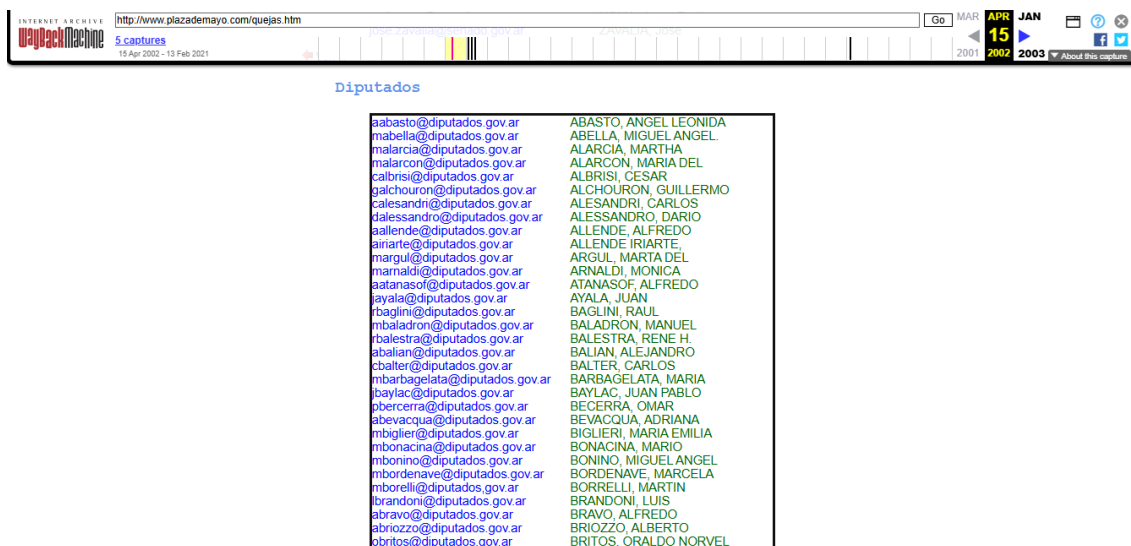 INTERNET ARCHIVE
WayBackMachine
http://www.plazademayo.com/quejas.htm
Go
MAR APR JAN
15
2001 2002 2003
5 captures
15 Apr 2002 - 13 Feb 2021
About this capture
jose.zavalia@senado.gov.ar ZAVALIA, Jose
Diputados
aabasto@diputados.gov.ar ABASTO, ANGEL LEONIDA
mabella@diputados.gov.ar ABELLA, MIGUEL ANGEL.
malarcia@diputados.gov.ar ALARCIA, MARTHA
malarcon@diputados.gov.ar ALARCON, MARIA DEL
calbrisi@diputados.gov.ar ALBRISI, CESAR
galchouron@diputados.gov.ar ALCHOURON, GUILLERMO
calesandri@diputados.gov.ar ALESANDRI, CARLOS
dalessandro@diputados.gov.ar ALESSANDRO, DARIO
aallende@diputados.gov.ar ALLENDE, ALFREDO
airiarte@diputados.gov.ar ALLENDE IRIARTE,
margul@diputados.gov.ar ARGUL, MARTA DEL
marnaldi@diputados.gov.ar ARNALDI, MONICA
aatanasof@diputados.gov.ar ATANASOF, ALFREDO
jayala@diputados.gov.ar AYALA, JUAN
rbaglini@diputados.gov.ar BAGLINI, RAUL
mbaladron@diputados.gov.ar BALADRON, MANUEL
rbalestra@diputados.gov.ar BALESTRA, RENE H.
abalian@diputados.gov.ar BALIAN, ALEJANDRO
cbalter@diputados.gov.ar BALTER, CARLOS
mbarbagelata@diputados.gov.ar BARBAGELATA, MARIA
jbaylac@diputados.gov.ar BAYLAC, JUAN PABLO
pbercerra@diputados.gov.ar BECERRA, OMAR
abevacqua@diputados.gov.ar BEVACQUA, ADRIANA
mbiglier@diputados.gov.ar BIGLIERI, MARIA EMILIA
mbonacina@diputados.gov.ar BONACINA, MARIO
mbonino@diputados.gov.ar BONINO, MIGUEL ANGEL
mbordenave@diputados.gov.ar BORDENAVE, MARCELA
mborelli@diputados,gov.ar BORRELLI, MARTIN
lbrandoni@diputados.gov.ar BRANDONI, LUIS
abravo@diputados.gov.ar BRAVO, ALFREDO
abriozzo@diputados.gov.ar BRIOZZO, ALBERTO
obritos@diputados.gov.ar BRITOS, ORALDO NORVEL